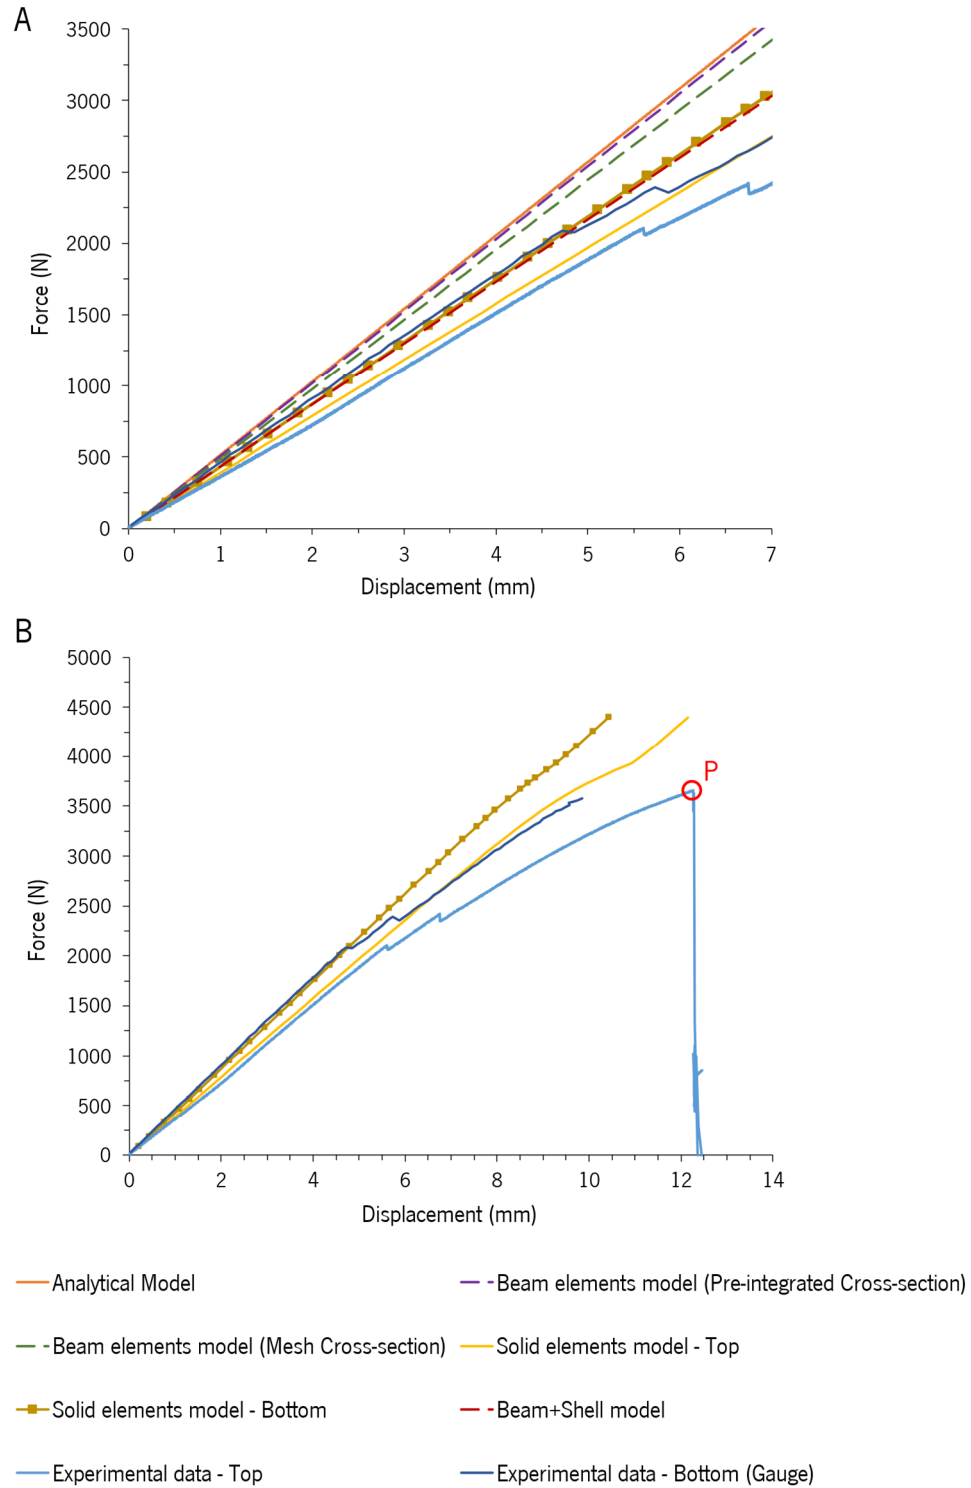 A
3500
3000
2500
2000
1500
1000
500
0
Force (N)
0 1 2 3 4 5 6 7
Displacement (mm)
B
5000
4500
4000
3500
3000
2500
2000
1500
1000
500
0
Force (N)
P
0 2 4 6 8 10 12 14
Displacement (mm)
Analytical Model
Beam elements model (Pre-integrated Cross-section)
Beam elements model (Mesh Cross-section)
Solid elements model - Top
Solid elements model - Bottom
Beam+Shell model
Experimental data - Top
Experimental data - Bottom (Gauge)